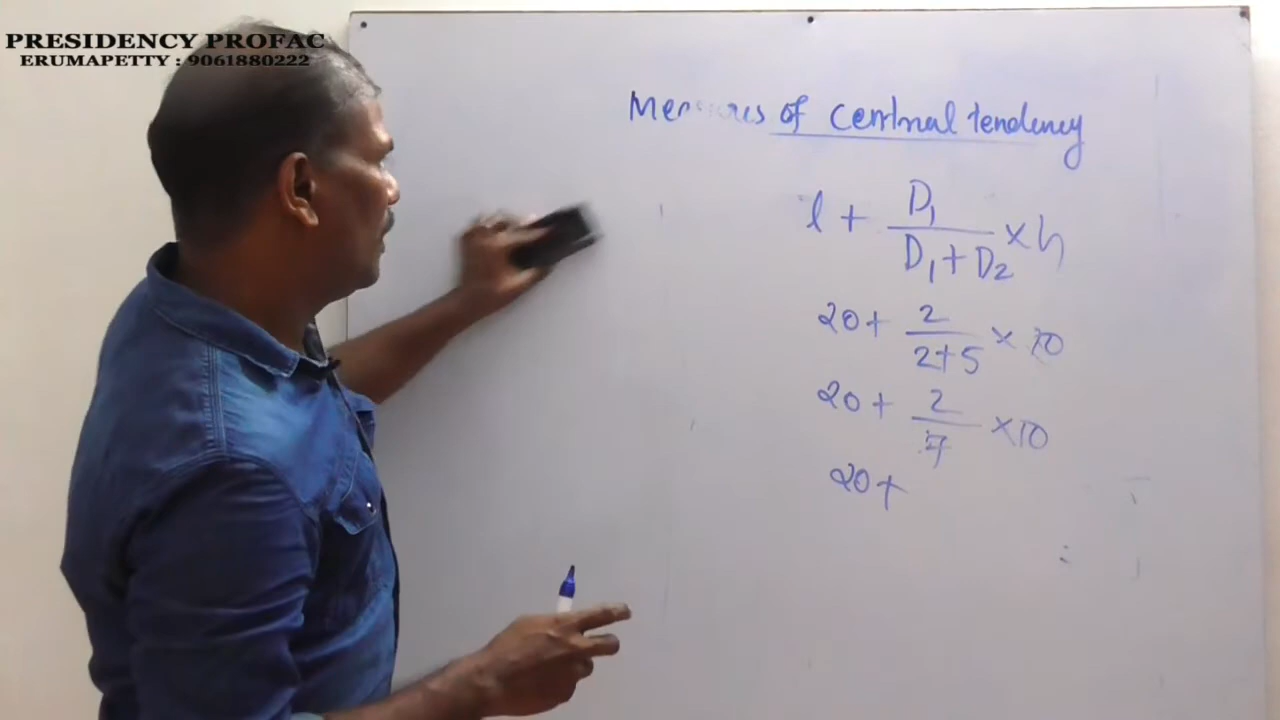 PRESIDENCY PROFAC
ERUMAPETTY : 9061880222
Measures of central tendency
l + D₁ / (D₁ + D₂) × h
20 + 2 / (2+5) × 10
20 + 2 / 7 × 10
20 +